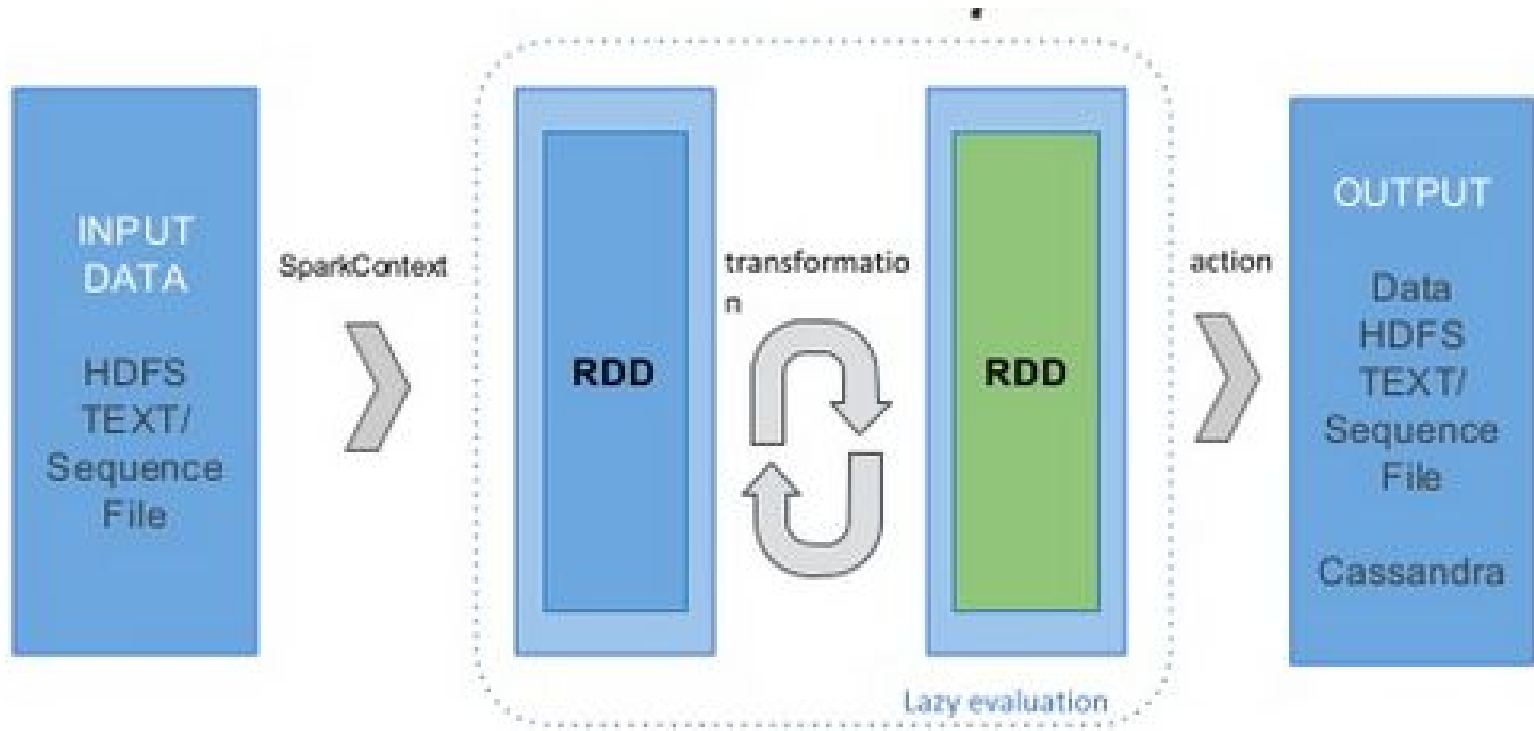 INPUT
DATA
HDFS
TEXT/
Sequence
File
SparkContext
RDD
transformatio
n
RDD
Lazy evaluation
action
OUTPUT
Data
HDFS
TEXT/
Sequence
File
Cassandra